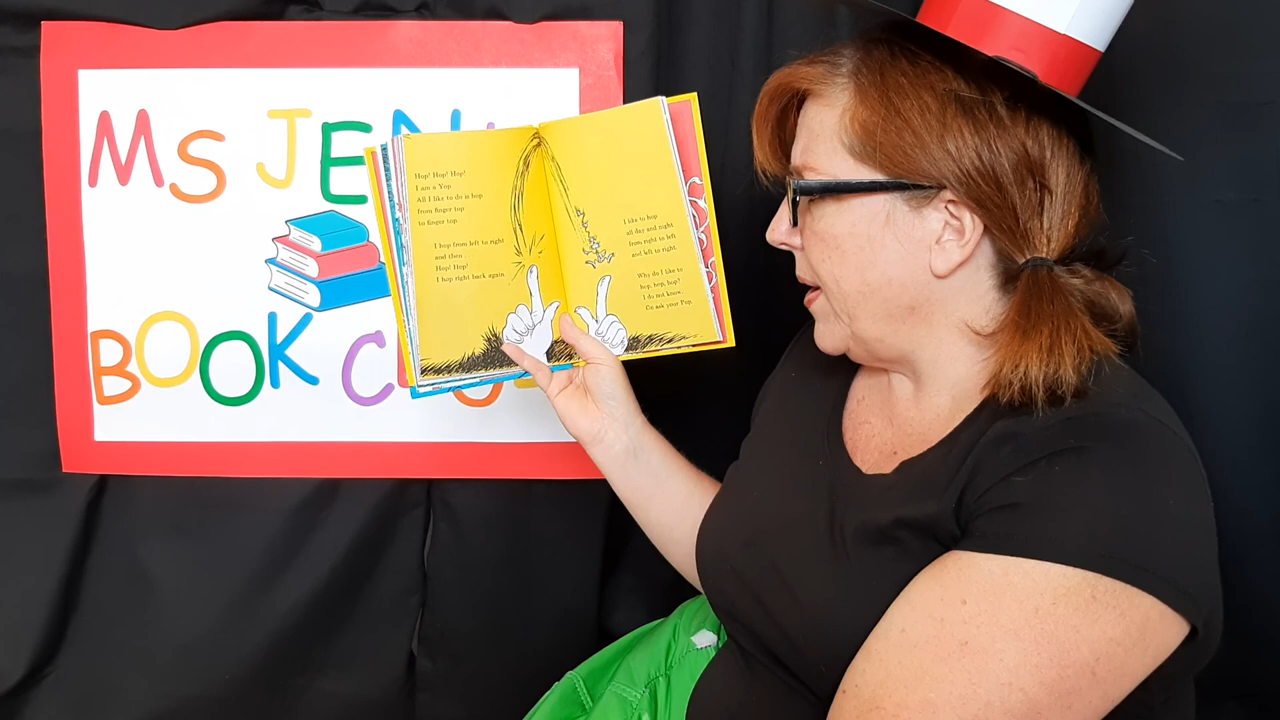 MS JEN
BOOK C
Hop! Hop! Hop!
I am a Yop
All I like to do is hop
from finger top
to finger top.
I hop from left to right
and then . .
Hop! Hop!
I hop right back again.
I like to hop
all day and night
from right to left
and left to right.
Why do I like to
hop, hop, hop?
I do not know.
Go ask your Pop.